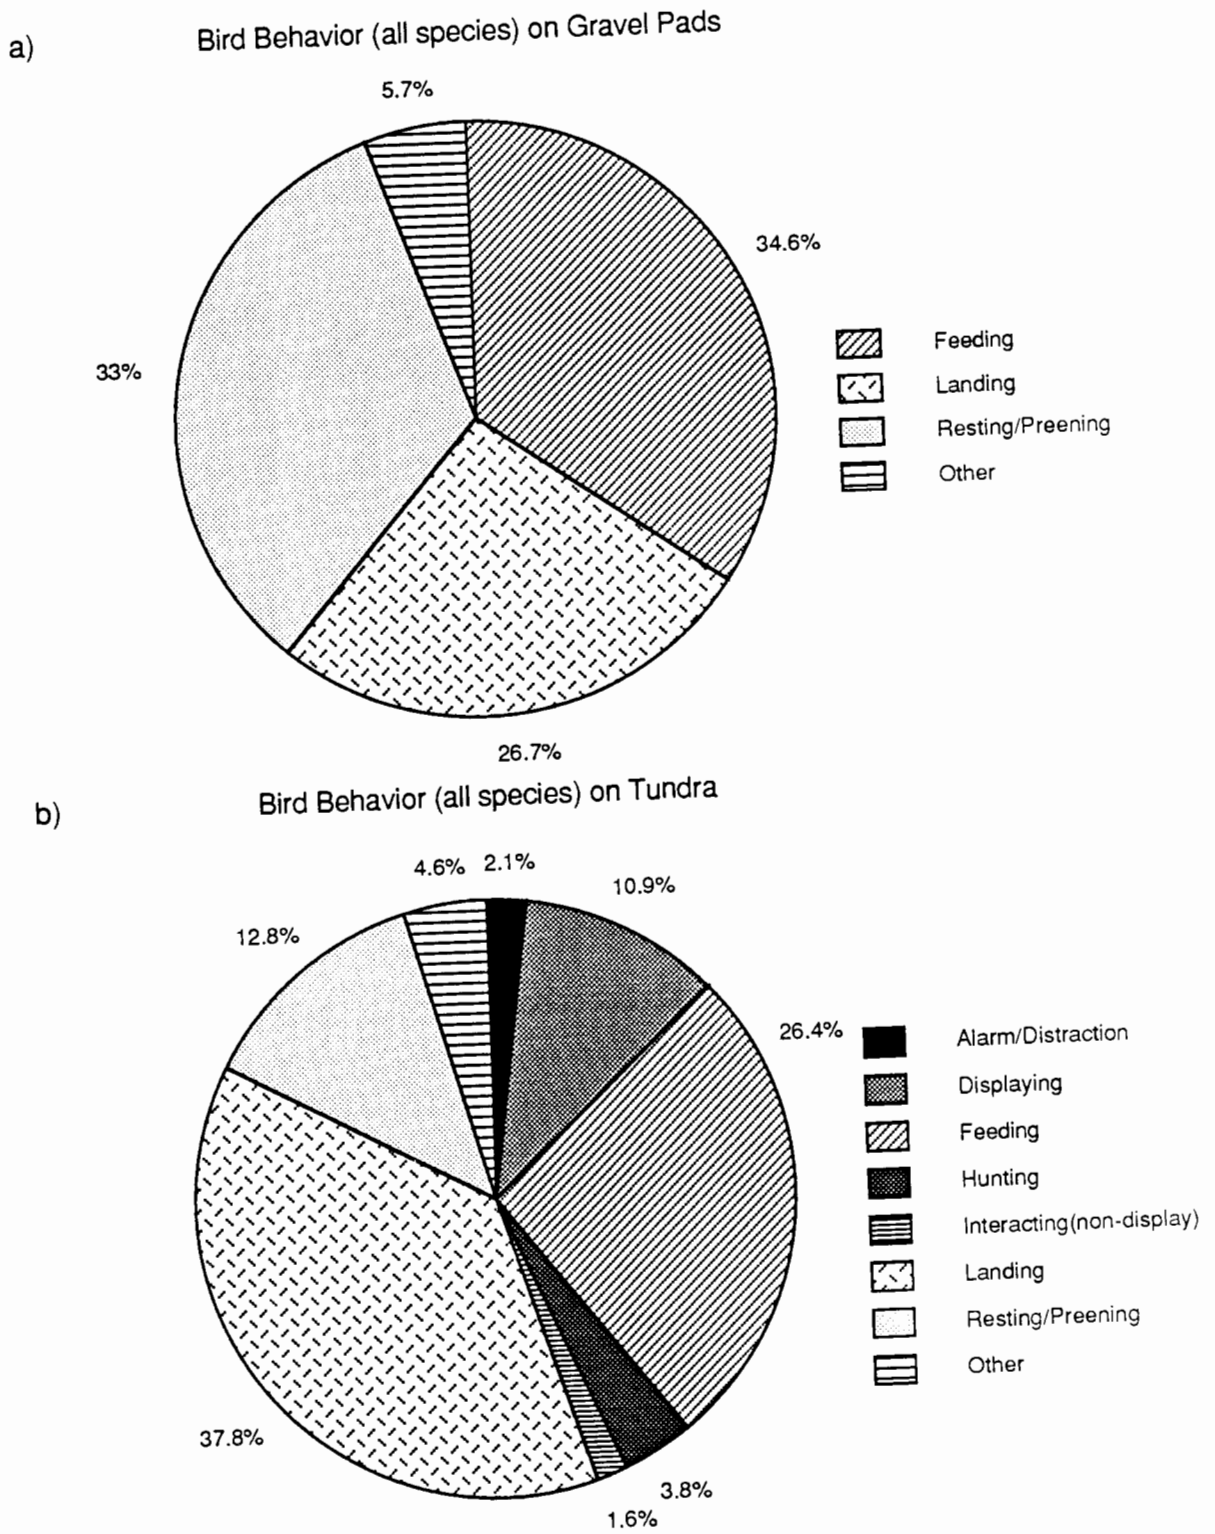 a)
Bird Behavior (all species) on Gravel Pads
5.7%
34.6%
33%
26.7%
Feeding
Landing
Resting/Preening
Other
b)
Bird Behavior (all species) on Tundra
4.6%
2.1%
10.9%
12.8%
26.4%
37.8%
3.8%
1.6%
Alarm/Distraction
Displaying
Feeding
Hunting
Interacting(non-display)
Landing
Resting/Preening
Other